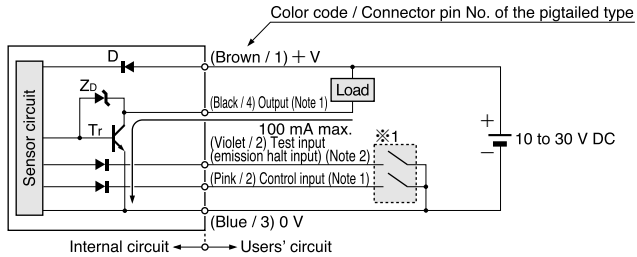 Color code / Connector pin No. of the pigtailed type
D
(Brown / 1) + V
ZD
(Black / 4) Output (Note 1)
Load
Tr
100 mA max.
※1
(Violet / 2) Test input
(emission halt input) (Note 2)
(Pink / 2) Control input (Note 1)
Sensor circuit
+
−
10 to 30 V DC
(Blue / 3) 0 V
Internal circuit
Users' circuit